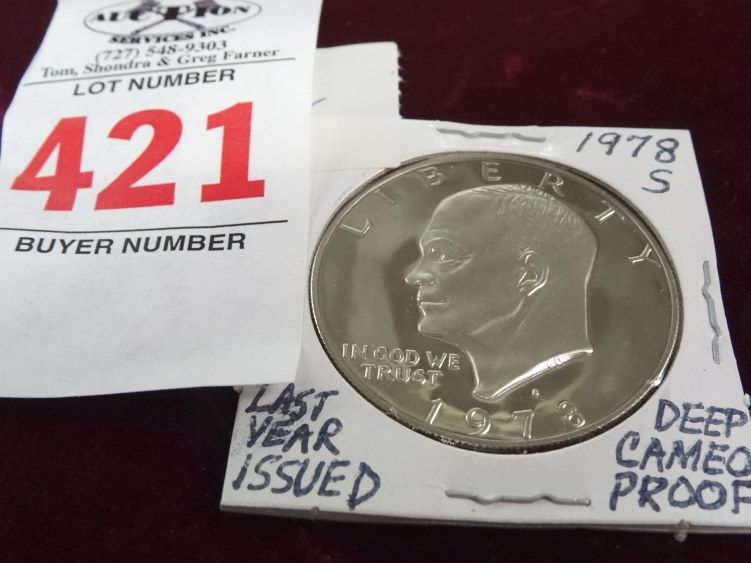 AUCTION
SERVICES INC.
(727) 548-9303
Tom, Shondra & Greg Farner
LOT NUMBER
421
BUYER NUMBER
1978
S
LIBERTY
IN GOD WE
TRUST
S
1978
LAST
YEAR
ISSUED
DEEP
CAMEO
PROOF